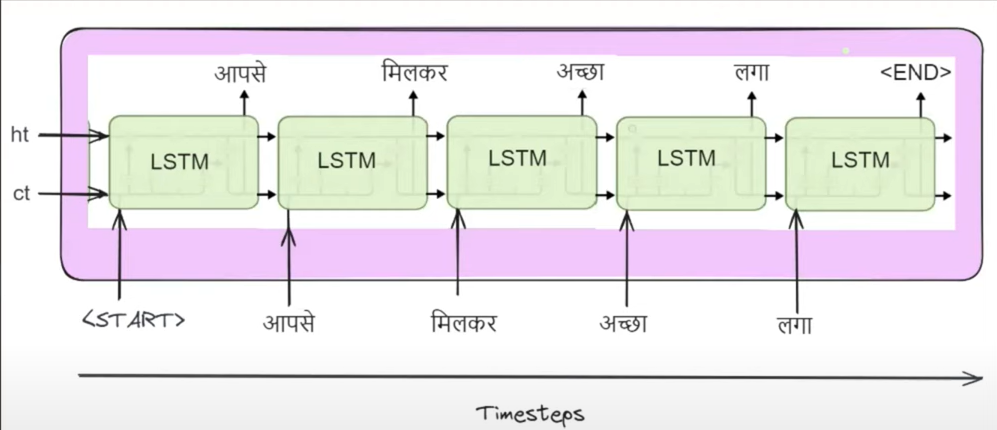 आपसे मिलकर अच्छा लगा <END>
ht
LSTM LSTM LSTM LSTM LSTM
ct
<START> आपसे मिलकर अच्छा लगा
Timesteps